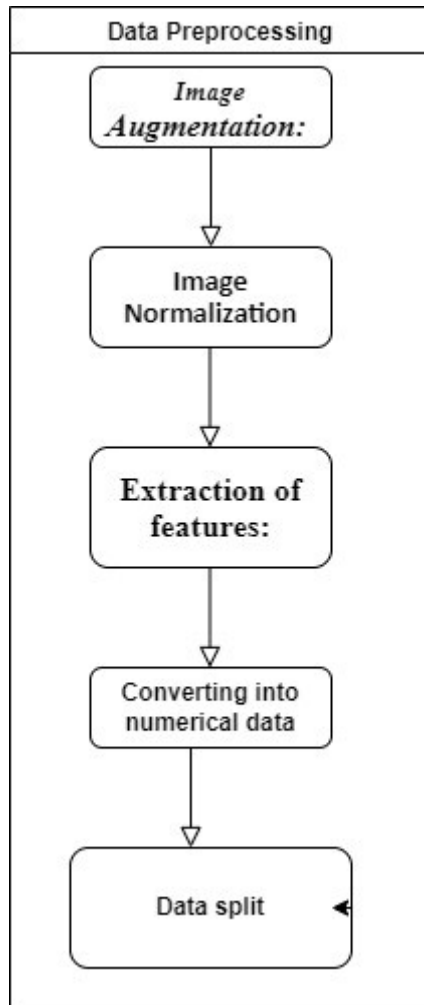 Data Preprocessing
Image
Augmentation:
Image
Normalization
Extraction of
features:
Converting into
numerical data
Data split